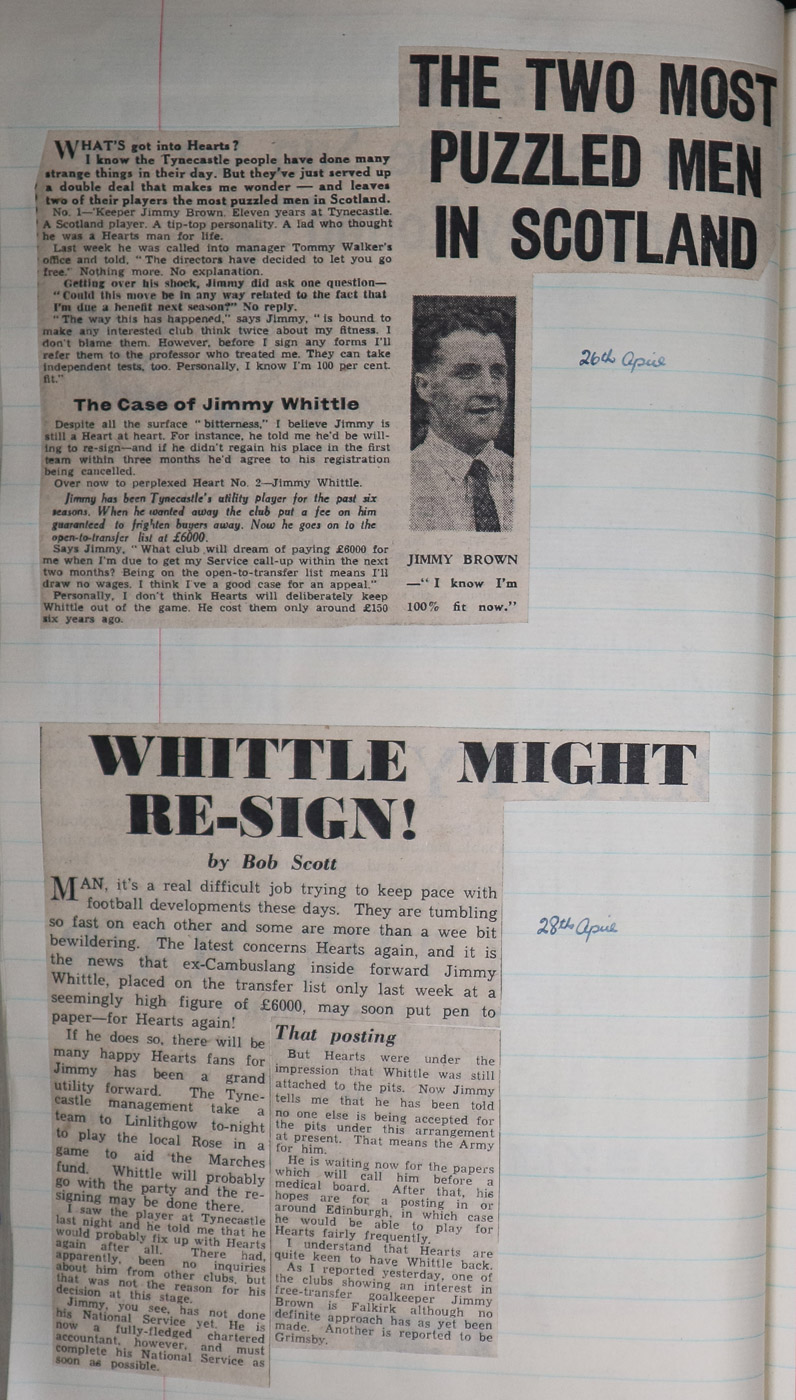 THE TWO MOST
PUZZLED MEN
IN SCOTLAND
WHAT'S got into Hearts?
I know the Tynecastle people have done many
strange things in their day. But they've just served up
a double deal that makes me wonder — and leaves
two of their players the most puzzled men in Scotland.
No. 1—'Keeper Jimmy Brown. Eleven years at Tynecastle.
A Scotland player. A tip-top personality. A lad who thought
he was a Hearts man for life.
Last week he was called into manager Tommy Walker's
office and told, "The directors have decided to let you go
free." Nothing more. No explanation.
Getting over his shock, Jimmy did ask one question—
"Could this move be in any way related to the fact that
I'm due a benefit next season?" No reply.
"The way this has happened," says Jimmy, "is bound to
make any interested club think twice about my fitness. I
don't blame them. However, before I sign any forms I'll
refer them to the professor who treated me. They can take
independent tests, too. Personally, I know I'm 100 per cent.
fit."
The Case of Jimmy Whittle
Despite all the surface "bitterness," I believe Jimmy is
still a Heart at heart. For instance, he told me he'd be will-
ing to re-sign—and if he didn't regain his place in the first
team within three months he'd agree to his registration
being cancelled.
Over now to perplexed Heart No. 2—Jimmy Whittle.
Jimmy has been Tynecastle's utility player for the past six
seasons. When he wanted away the club put a fee on him
guaranteed to frighten buyers away. Now he goes on to the
open-to-transfer list at £6000.
Says Jimmy, "What club will dream of paying £6000 for
me when I'm due to get my Service call-up within the next
two months? Being on the open-to-transfer list means I'll
draw no wages. I think I've a good case for an appeal."
Personally, I don't think Hearts will deliberately keep
Whittle out of the game. He cost them only around £150
six years ago.
JIMMY BROWN
—"I know I'm
100% fit now."
26th April
WHITTLE MIGHT
RE-SIGN!
by Bob Scott
MAN, it's a real difficult job trying to keep pace with
football developments these days. They are tumbling
so fast on each other and some are more than a wee bit
bewildering. The latest concerns Hearts again, and it is
the news that ex-Cambuslang inside forward Jimmy
Whittle, placed on the transfer list only last week at a
seemingly high figure of £6000, may soon put pen to
paper—for Hearts again!
If he does so, there will be
many happy Hearts fans for
Jimmy has been a grand
utility forward. The Tyne-
castle management take a
team to Linlithgow to-night
to play the local Rose in a
game to aid the Marches
fund. Whittle will probably
go with the party and the re-
signing may be done there.
I saw the player at Tynecastle
last night and he told me that he
would probably fix up with Hearts
again after all. There had,
apparently, been no inquiries
about him from other clubs, but
that was not the reason for his
decision at this stage.
Jimmy, you see, has not done
his National Service yet. He is
now a fully-fledged chartered
accountant, however, and must
complete his National Service as
soon as possible.
That posting
But Hearts were under the
impression that Whittle was still
attached to the pits. Now Jimmy
tells me that he has been told
no one else is being accepted for
the pits under this arrangement
at present. That means the Army
for him.
He is waiting now for the papers
which will call him before a
medical board. After that, his
hopes are for a posting in or
around Edinburgh, in which case
he would be able to play for
Hearts fairly frequently.
I understand that Hearts are
quite keen to have Whittle back.
As I reported yesterday, one of
the clubs showing an interest in
free-transfer goalkeeper Jimmy
Brown is Falkirk although no
definite approach has as yet been
made. Another is reported to be
Grimsby.
28th April